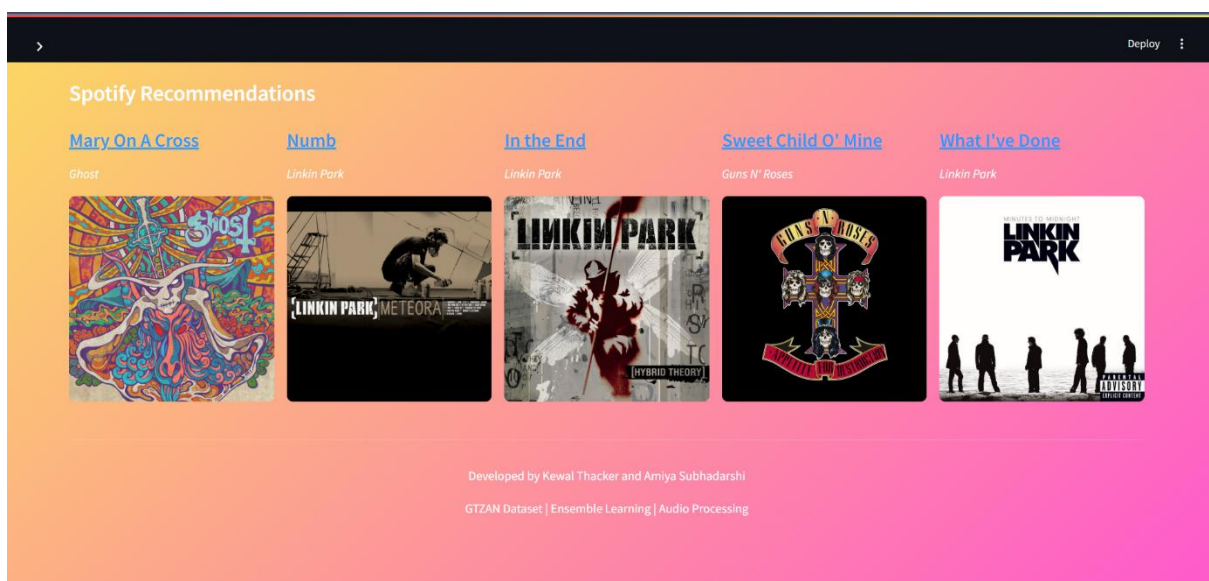 Deploy
Spotify Recommendations
Mary On A Cross
Numb
In the End
Sweet Child O' Mine
What I've Done
Ghost
Linkin Park
Linkin Park
Guns N' Roses
Linkin Park
Ghost
[LINKIN PARK] METEORA
LINKIN PARK
[HYBRID THEORY]
GUNS N' ROSES
APPETITE FOR DESTRUCTION
MINUTES TO MIDNIGHT
LINKIN
PARK
PARENTAL
ADVISORY
EXPLICIT CONTENT
Developed by Kewal Thacker and Amiya Subhadarshi
GTZAN Dataset | Ensemble Learning | Audio Processing